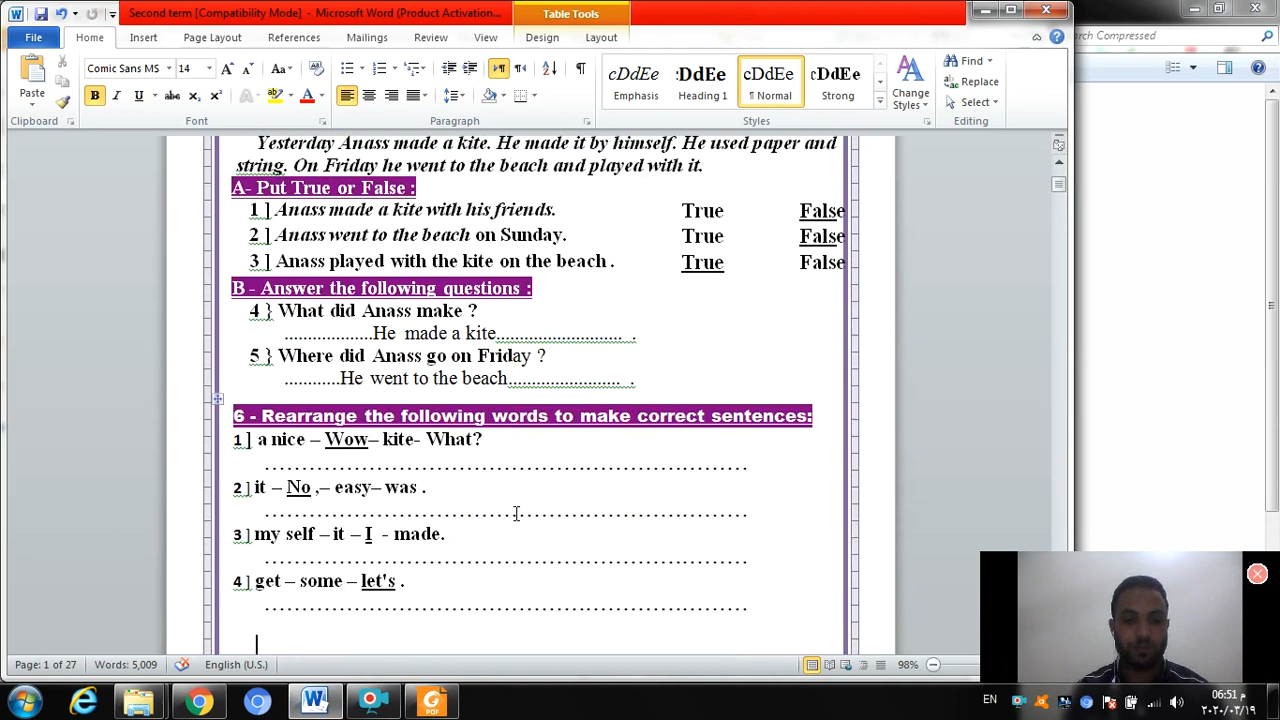 Second term [Compatibility Mode] - Microsoft Word (Product Activation...
Table Tools
File Home Insert Page Layout References Mailings Review View Design Layout
arch Compressed
Paste
Comic Sans MS 14
Clipboard Font Paragraph Styles Editing
cDdEe :DdEe cDdEe cDdEe
Emphasis Heading 1 ¶ Normal Strong
Change Styles
Find
Replace
Select
Yesterday Anass made a kite. He made it by himself. He used paper and
string. On Friday he went to the beach and played with it.
A- Put True or False :
1 ] Anass made a kite with his friends. True False
2 ] Anass went to the beach on Sunday. True False
3 ] Anass played with the kite on the beach . True False
B - Answer the following questions :
4 } What did Anass make ?
...................He made a kite........................... .
5 } Where did Anass go on Friday ?
............He went to the beach........................ .
6 - Rearrange the following words to make correct sentences:
1 ] a nice – Wow– kite- What?
................................................................
2 ] it – No ,– easy– was .
................................................................
3 ] my self – it – I - made.
................................................................
4 ] get – some – let's .
................................................................
Page: 1 of 27 Words: 5,009 English (U.S.) 98%
EN
06:51 م
٢٠٢٠/٠٣/١٩
PDF